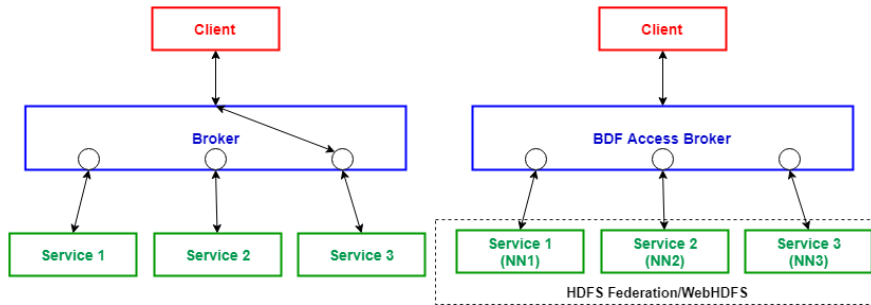 Client
Broker
Service 1
Service 2
Service 3
Client
BDF Access Broker
Service 1
(NN1)
Service 2
(NN2)
Service 3
(NN3)
HDFS Federation/WebHDFS